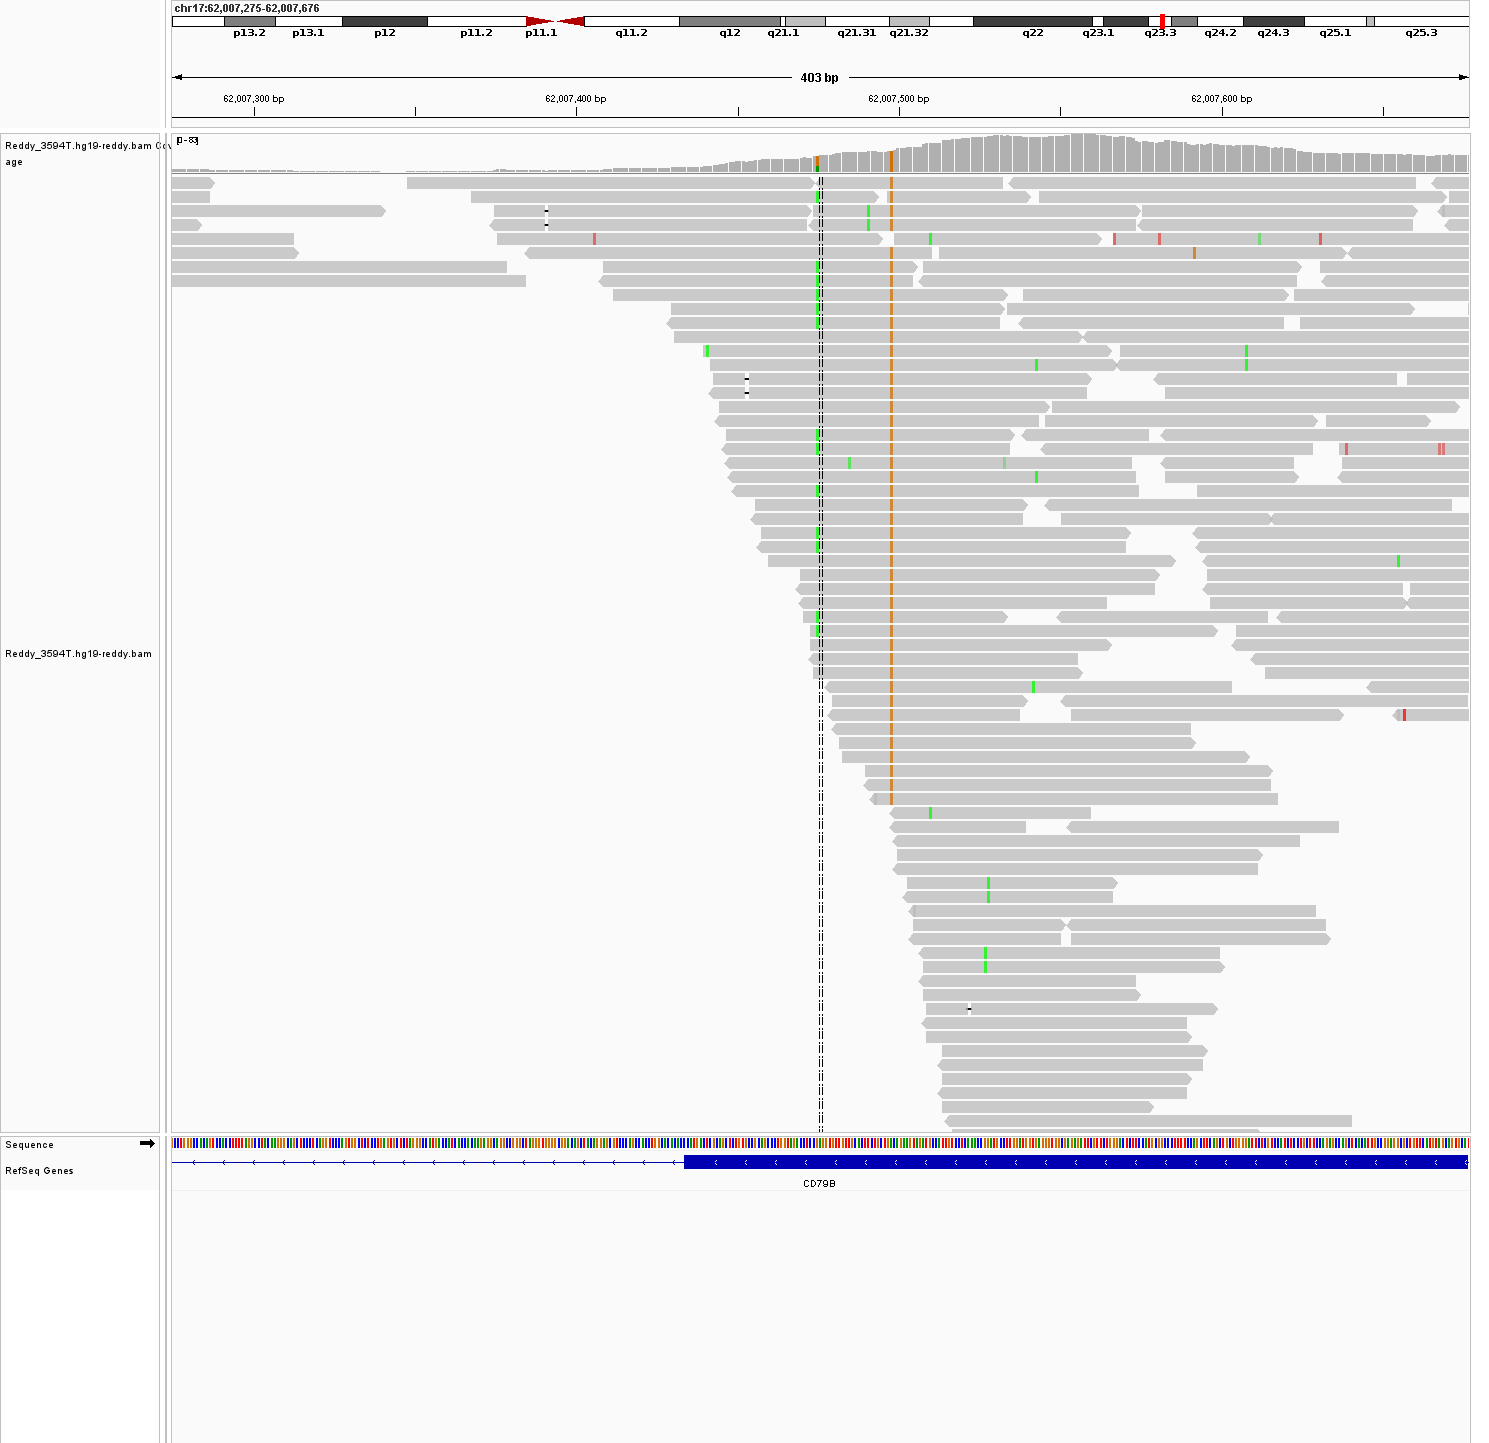 chr17:62,007,275-62,007,676
p13.2 p13.1 p12 p11.2 p11.1 q11.2 q12 q21.1 q21.31 q21.32 q22 q23.1 q23.3 q24.2 q24.3 q25.1 q25.3
403 bp
62,007,300 bp 62,007,400 bp 62,007,500 bp 62,007,600 bp
Reddy_3594T.hg19-reddy.bam Cov
age
[0 - 83]
Reddy_3594T.hg19-reddy.bam
Sequence
RefSeq Genes
CD79B